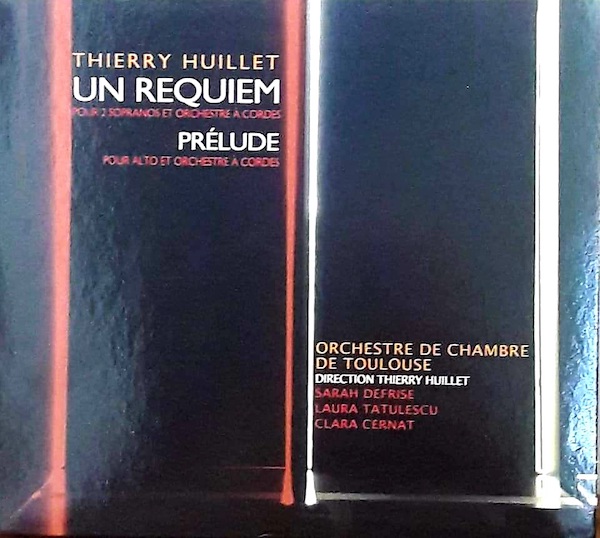 THIERRY HUILLET
UN REQUIEM
POUR 2 SOPRANOS ET ORCHESTRE À CORDES
PRÉLUDE
POUR ALTO ET ORCHESTRE À CORDES
ORCHESTRE DE CHAMBRE
DE TOULOUSE
DIRECTION THIERRY HUILLET
SARAH DEFRISE
LAURA TATULESCU
CLARA CERNAT